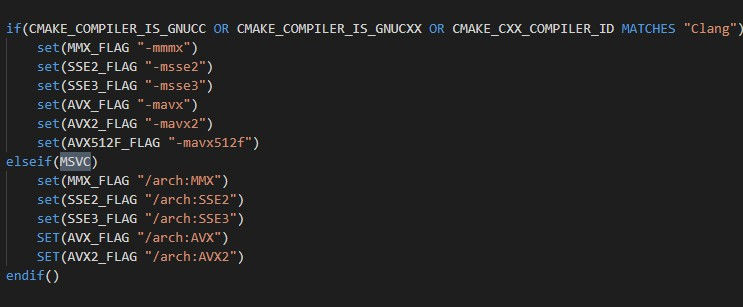 if(CMAKE_COMPILER_IS_GNUCC OR CMAKE_COMPILER_IS_GNUCXX OR CMAKE_CXX_COMPILER_ID MATCHES "Clang")
    set(MMX_FLAG "-mmmx")
    set(SSE2_FLAG "-msse2")
    set(SSE3_FLAG "-msse3")
    set(AVX_FLAG "-mavx")
    set(AVX2_FLAG "-mavx2")
    set(AVX512F_FLAG "-mavx512f")
elseif(MSVC)
    set(MMX_FLAG "/arch:MMX")
    set(SSE2_FLAG "/arch:SSE2")
    set(SSE3_FLAG "/arch:SSE3")
    SET(AVX_FLAG "/arch:AVX")
    SET(AVX2_FLAG "/arch:AVX2")
endif()